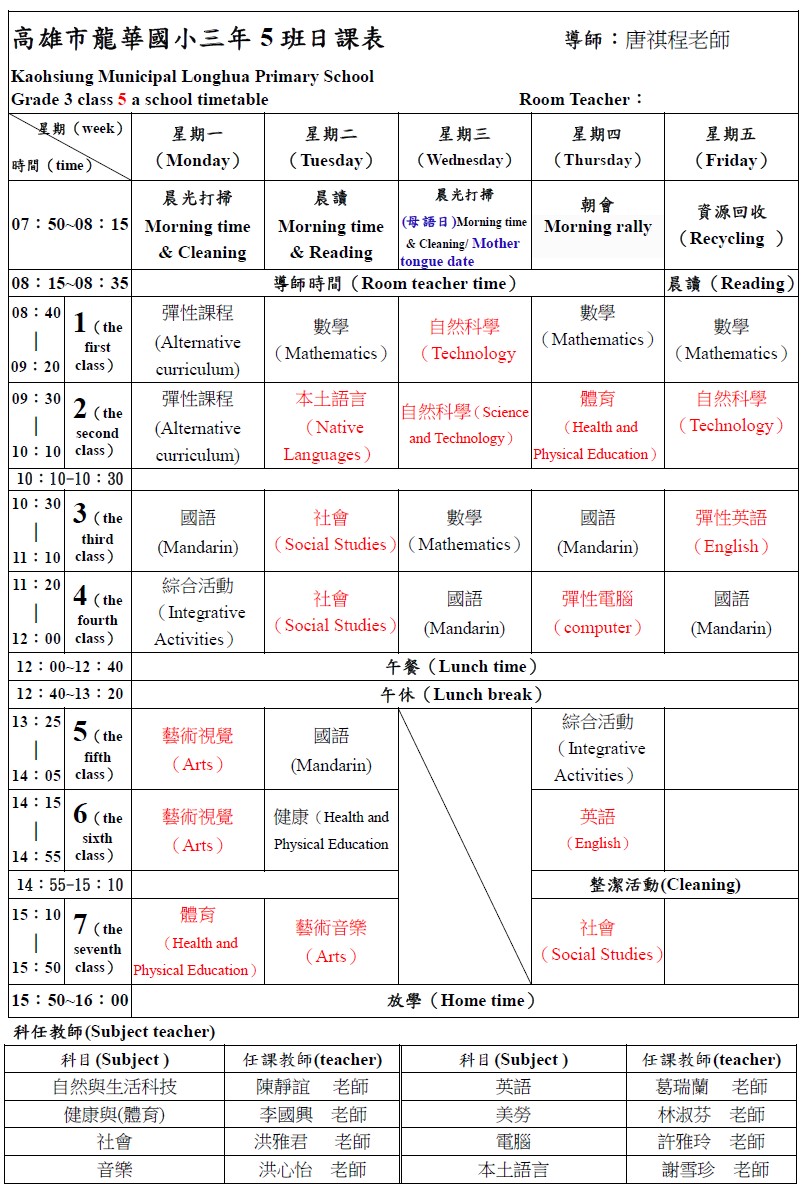 高雄市龍華國小三年 5 班日課表 導師：唐祺程老師
Kaohsiung Municipal Longhua Primary School
Grade 3 class 5 a school timetable Room Teacher：
星期（week）
時間（time）
星期一
（Monday）
星期二
（Tuesday）
星期三
（Wednesday）
星期四
（Thursday）
星期五
（Friday）
07：50~08：15
晨光打掃
Morning time
& Cleaning
晨讀
Morning time
& Reading
晨光打掃
(母語日)Morning time
& Cleaning/ Mother
tongue date
朝會
Morning rally
資源回收
（Recycling ）
08：15~08：35 導師時間（Room teacher time） 晨讀（Reading）
08：40
|
09：20
1（the
first
class）
彈性課程
(Alternative
curriculum)
數學
（Mathematics）
自然科學
（Technology
數學
（Mathematics）
數學
（Mathematics）
09：30
|
10：10
2（the
second
class）
彈性課程
(Alternative
curriculum)
本土語言
（Native
Languages）
自然科學（Science
and Technology）
體育
（Health and
Physical Education）
自然科學
（Technology）
10：10-10：30
10：30
|
11：10
3（the
third
class）
國語
(Mandarin)
社會
（Social Studies）
數學
（Mathematics）
國語
(Mandarin)
彈性英語
（English）
11：20
|
12：00
4（the
fourth
class）
綜合活動
（Integrative
Activities）
社會
（Social Studies）
國語
(Mandarin)
彈性電腦
（computer）
國語
(Mandarin)
12：00~12：40 午餐（Lunch time）
12：40~13：20 午休（Lunch break）
13：25
|
14：05
5（the
fifth
class）
藝術視覺
（Arts）
國語
(Mandarin)
綜合活動
（Integrative
Activities）
14：15
|
14：55
6（the
sixth
class）
藝術視覺
（Arts）
健康（Health and
Physical Education
英語
（English）
14：55-15：10 整潔活動(Cleaning)
15：10
|
15：50
7（the
seventh
class）
體育
（Health and
Physical Education）
藝術音樂
（Arts）
社會
（Social Studies）
15：50~16：00 放學（Home time）
科任教師(Subject teacher)
科目(Subject ) 任課教師(teacher) 科目(Subject ) 任課教師(teacher)
自然與生活科技 陳靜誼 老師 英語 葛瑞蘭 老師
健康與(體育) 李國興 老師 美勞 林淑芬 老師
社會 洪雅君 老師 電腦 許雅玲 老師
音樂 洪心怡 老師 本土語言 謝雪珍 老師